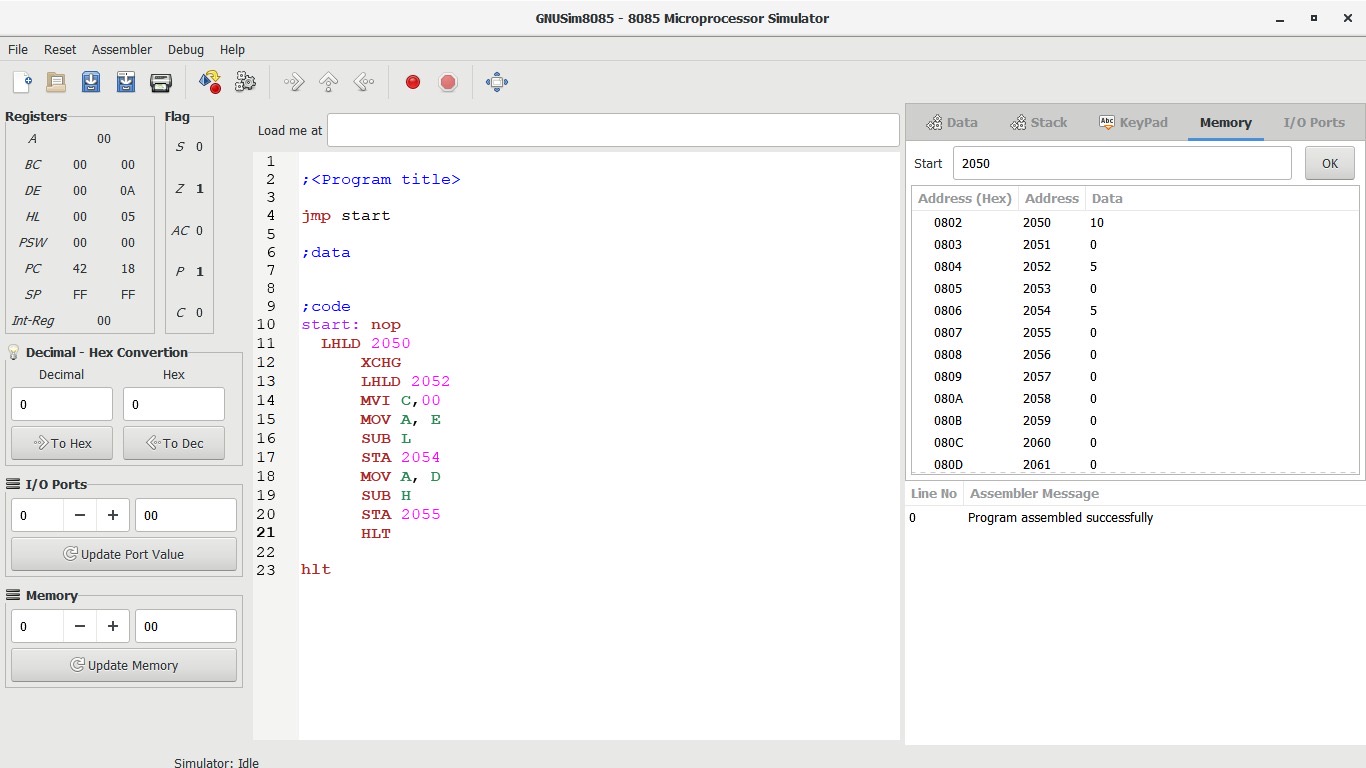 GNUSim8085 - 8085 Microprocessor Simulator
File Reset Assembler Debug Help
Registers
A 00
BC 00 00
DE 00 0A
HL 00 05
PSW 00 00
PC 42 18
SP FF FF
Int-Reg 00
Flag
S 0
Z 1
AC 0
P 1
C 0
Decimal - Hex Convertion
Decimal Hex
0 0
To Hex To Dec
I/O Ports
0 − + 00
Update Port Value
Memory
0 − + 00
Update Memory
Load me at
1
2 ;<Program title>
3
4 jmp start
5
6 ;data
7
8
9 ;code
10 start: nop
11 LHLD 2050
12 XCHG
13 LHLD 2052
14 MVI C,00
15 MOV A, E
16 SUB L
17 STA 2054
18 MOV A, D
19 SUB H
20 STA 2055
21 HLT
22
23 hlt
Data Stack Abc KeyPad Memory I/O Ports
Start 2050 OK
Address (Hex) Address Data
0802 2050 10
0803 2051 0
0804 2052 5
0805 2053 0
0806 2054 5
0807 2055 0
0808 2056 0
0809 2057 0
080A 2058 0
080B 2059 0
080C 2060 0
080D 2061 0
Line No Assembler Message
0 Program assembled successfully
Simulator: Idle